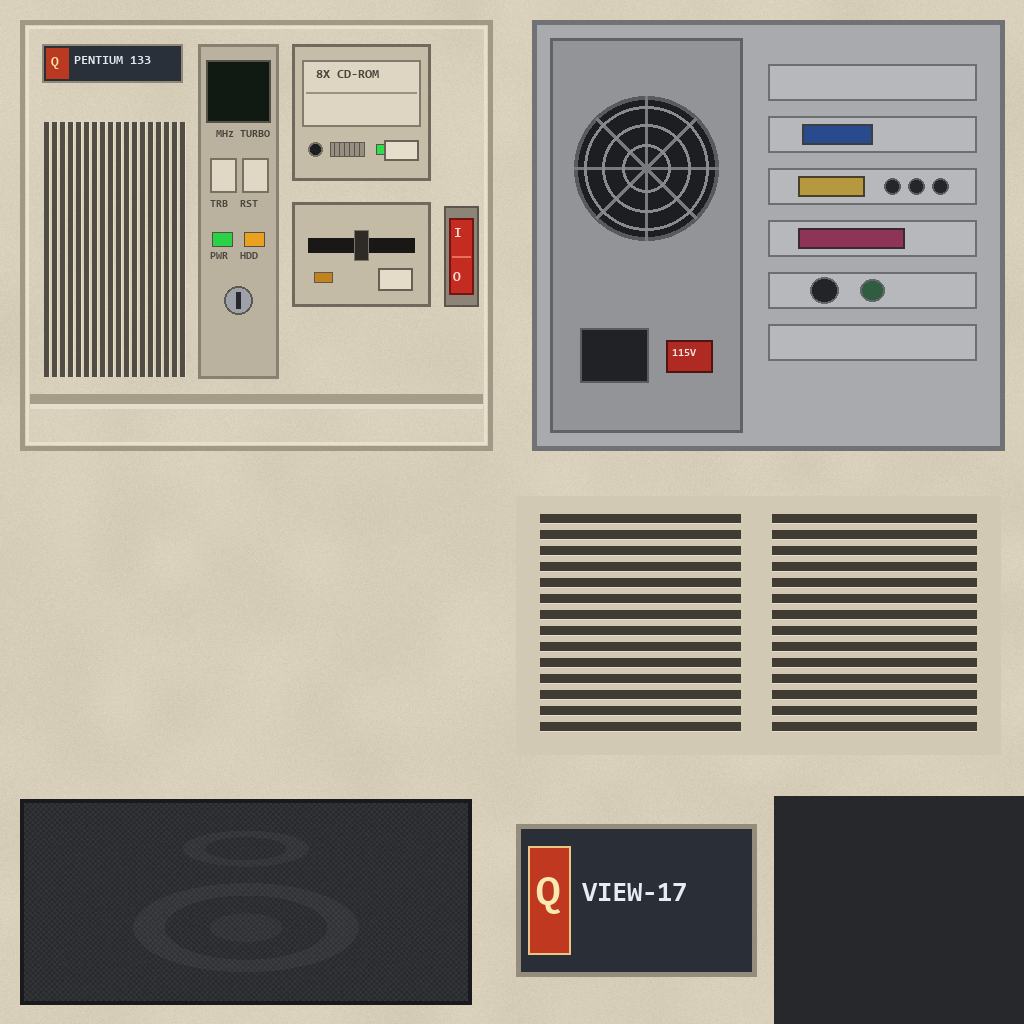 Q PENTIUM 133
8X CD-ROM
MHz TURBO
TRB RST
PWR HDD
I
O
115V
Q VIEW-17